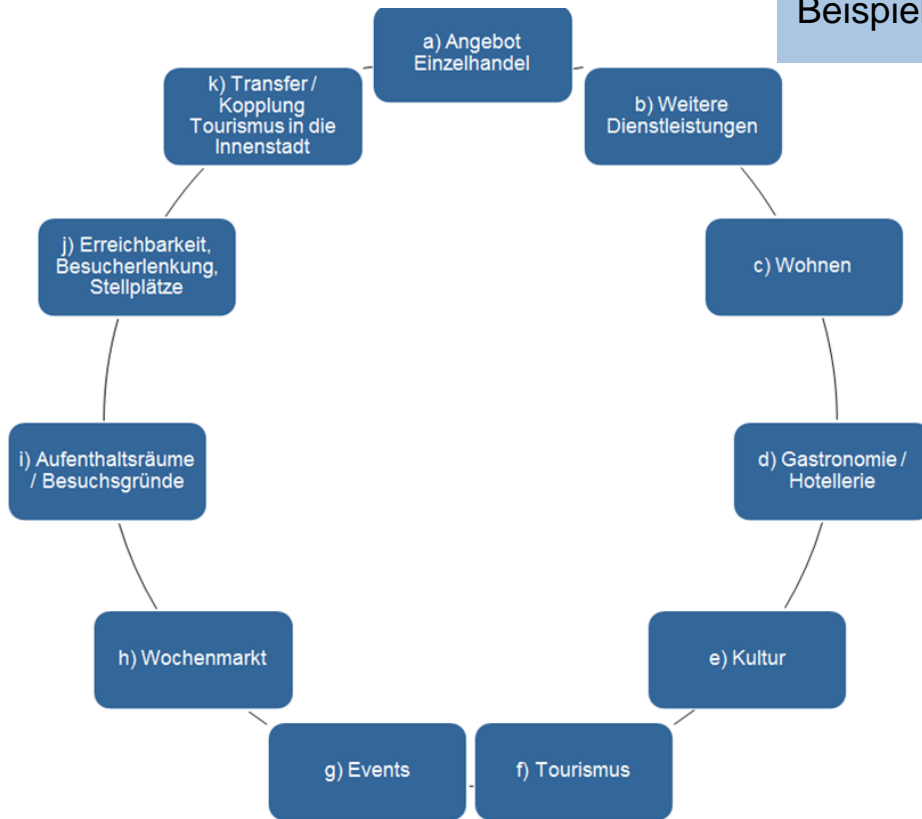 Beispie
a) Angebot
Einzelhandel
b) Weitere
Dienstleistungen
c) Wohnen
d) Gastronomie /
Hotellerie
e) Kultur
f) Tourismus
g) Events
h) Wochenmarkt
i) Aufenthaltsräume
/ Besuchsgründe
j) Erreichbarkeit,
Besucherlenkung,
Stellplätze
k) Transfer /
Kopplung
Tourismus in die
Innenstadt